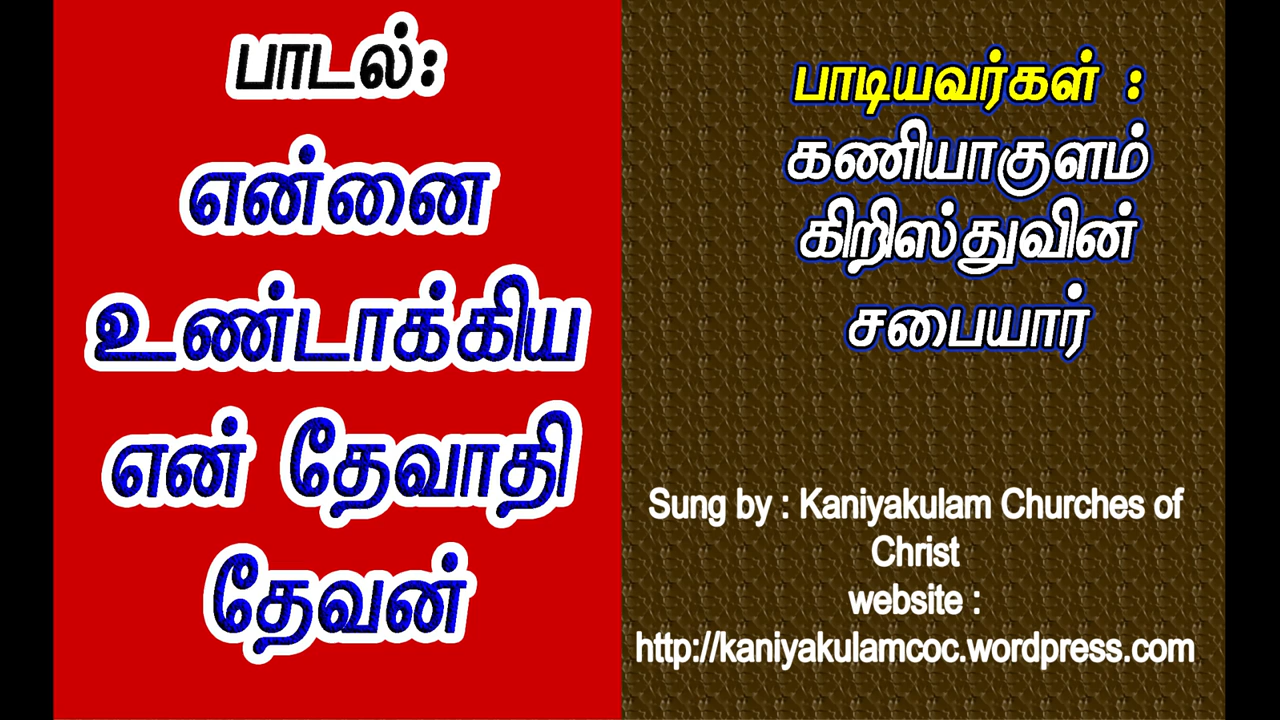 பாடல்:
என்னை
உண்டாக்கிய
என் தேவாதி
தேவன்
பாடியவர்கள் :
கணியாகுளம்
கிறிஸ்துவின்
சபையார்
Sung by : Kaniyakulam Churches of
Christ
website :
http://kaniyakulamcoc.wordpress.com